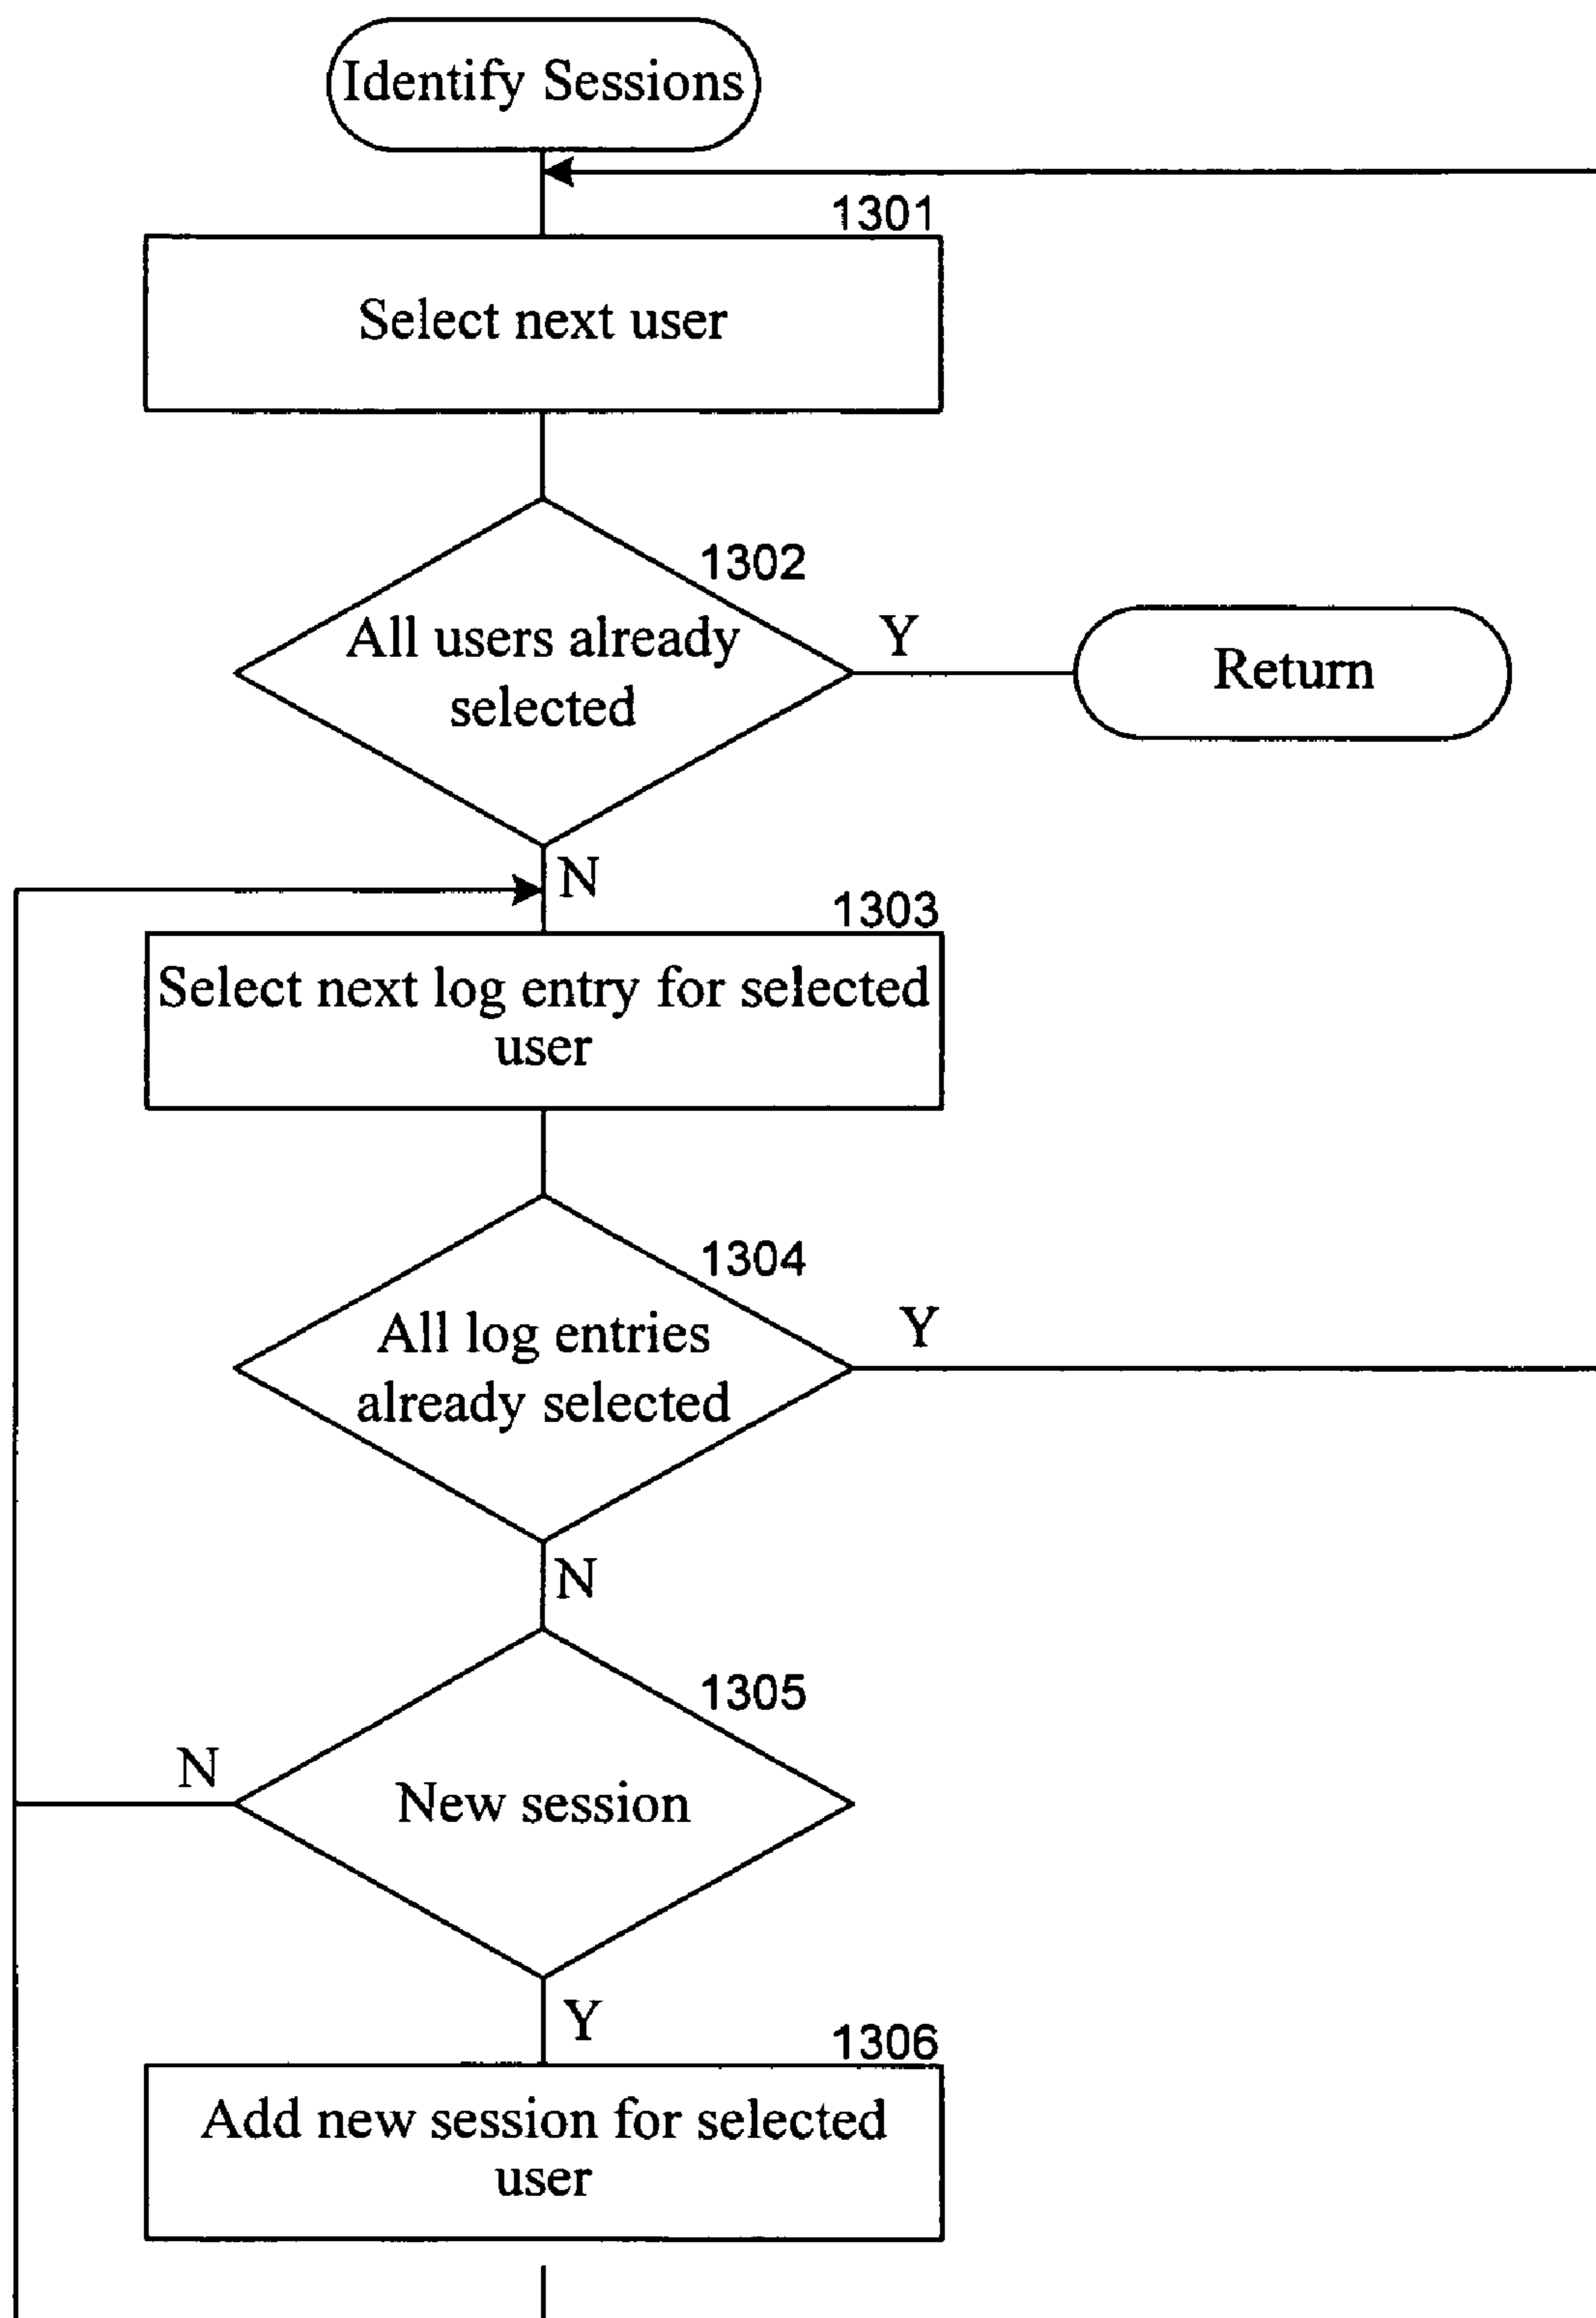 Identify Sessions
1301
Select next user
1302
All users already
selected
Y
Return
N
1303
Select next log entry for selected
user
1304
All log entries
already selected
Y
N
1305
New session
N
Y
1306
Add new session for selected
user